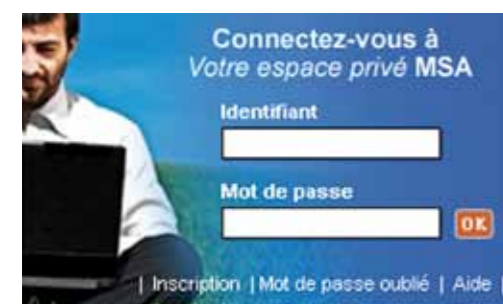 Connectez-vous à
Votre espace privé MSA
Identifiant
Mot de passe
OK
| Inscription | Mot de passe oublié | Aide